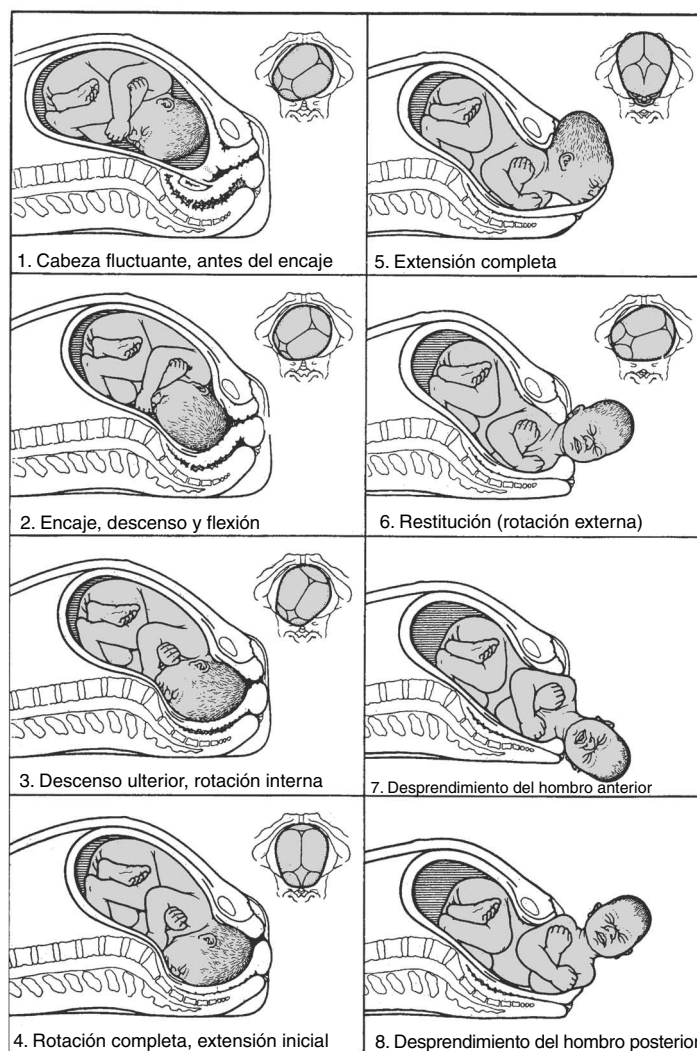 1. Cabeza fluctuante, antes del encaje
2. Encaje, descenso y flexión
3. Descenso ulterior, rotación interna
4. Rotación completa, extensión inicial
5. Extensión completa
6. Restitución (rotación externa)
7. Desprendimiento del hombro anterior
8. Desprendimiento del hombro posterior